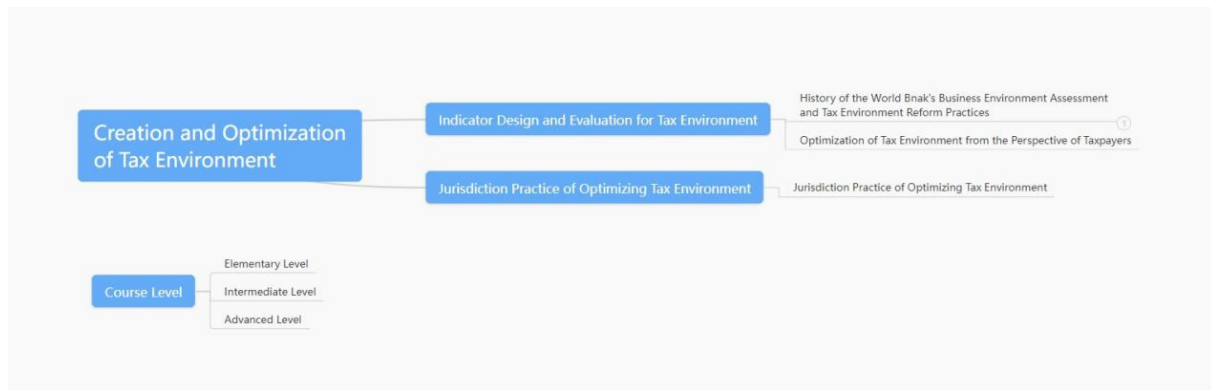 Creation and Optimization
of Tax Environment
Indicator Design and Evaluation for Tax Environment
History of the World Bnak's Business Environment Assessment
and Tax Environment Reform Practices
1
Optimization of Tax Environment from the Perspective of Taxpayers
Jurisdiction Practice of Optimizing Tax Environment
Jurisdiction Practice of Optimizing Tax Environment
Course Level
Elementary Level
Intermediate Level
Advanced Level